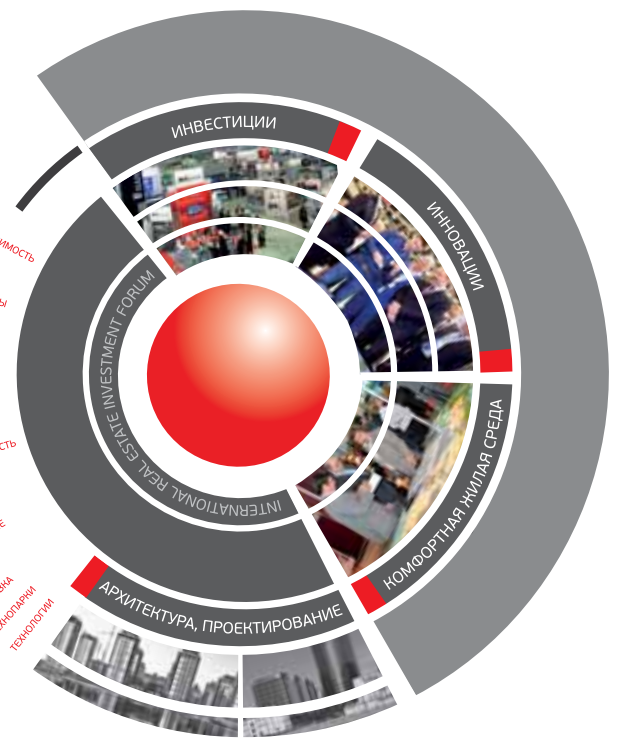 ИНВЕСТИЦИИ
ИННОВАЦИИ
КОМФОРТНАЯ ЖИЛАЯ СРЕДА
INTERNATIONAL REAL ESTATE INVESTMENT FORUM
АРХИТЕКТУРА, ПРОЕКТИРОВАНИЕ
ТЕХНОЛОГИИ